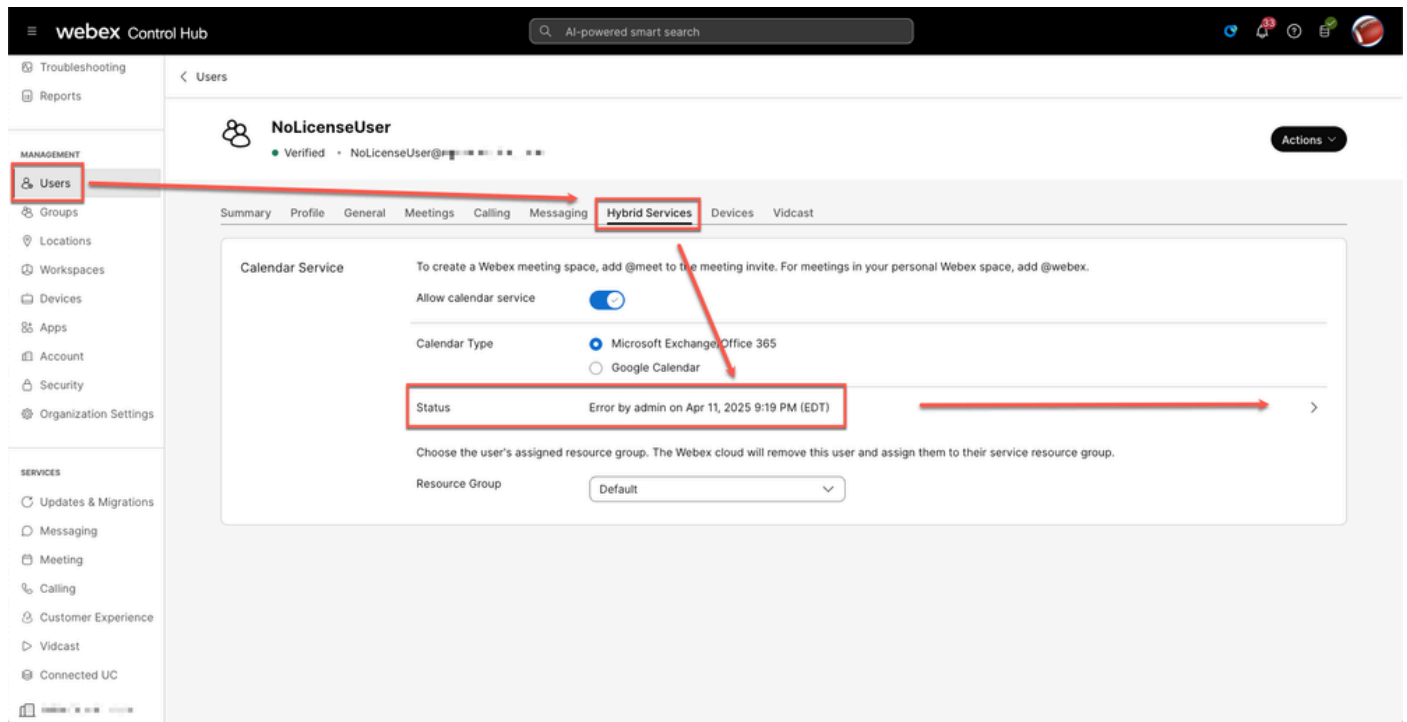 webex Control Hub
AI-powered smart search
33
Troubleshooting
Reports
MANAGEMENT
Users
Groups
Locations
Workspaces
Devices
Apps
Account
Security
Organization Settings
SERVICES
Updates & Migrations
Messaging
Meeting
Calling
Customer Experience
Vidcast
Connected UC
Users
NoLicenseUser
Verified • NoLicenseUser@
Actions
Summary Profile General Meetings Calling Messaging Hybrid Services Devices Vidcast
Calendar Service
To create a Webex meeting space, add @meet to the meeting invite. For meetings in your personal Webex space, add @webex.
Allow calendar service
Calendar Type
Microsoft Exchange/Office 365
Google Calendar
Status Error by admin on Apr 11, 2025 9:19 PM (EDT)
Choose the user's assigned resource group. The Webex cloud will remove this user and assign them to their service resource group.
Resource Group Default